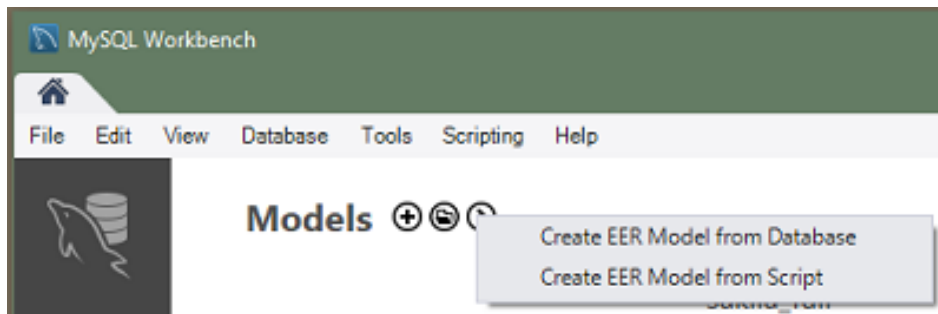 MySQL Workbench
File Edit View Database Tools Scripting Help
Models
Create EER Model from Database
Create EER Model from Script